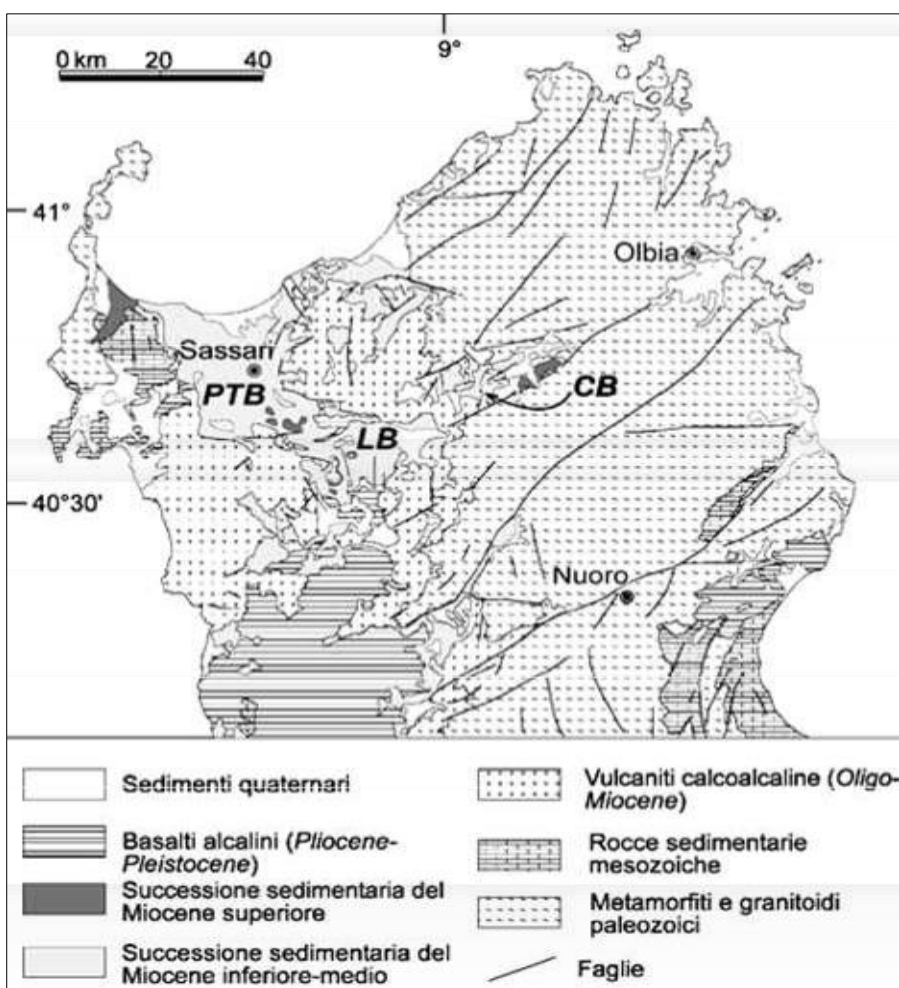 0 km 20 40
9°
41°
Olbia
Sassari
PTB
CB
LB
40°30'
Nuoro
Sedimenti quaternari
Basalti alcalini (Pliocene-
Pleistocene)
Successione sedimentaria del
Miocene superiore
Successione sedimentaria del
Miocene inferiore-medio
Vulcaniti calcoalcaline (Oligo-
Miocene)
Rocce sedimentarie
mesozoiche
Metamorfiti e granitoidi
paleozoici
Faglie